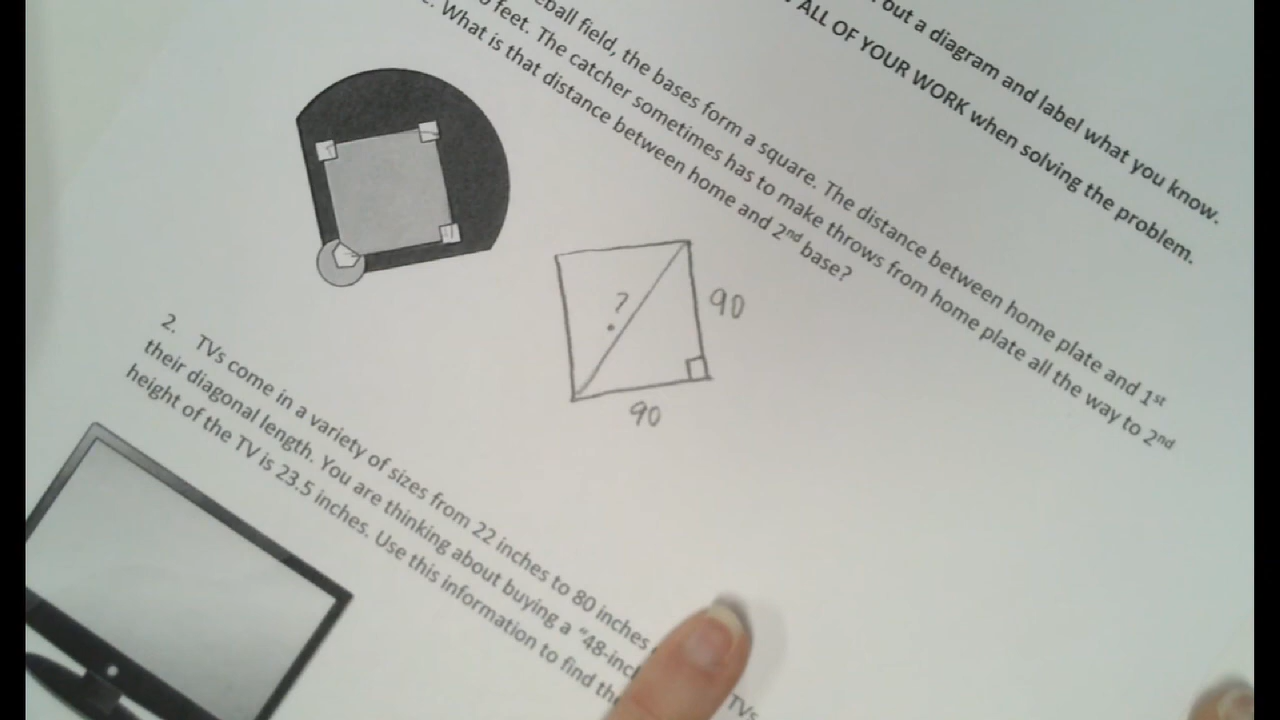 out a diagram and label what you know.
ALL OF YOUR WORK when solving the problem.
field, the bases form a square. The distance between home plate and 1st
feet. The catcher sometimes has to make throws from home plate all the way to 2nd
What is that distance between home and 2nd base?
?
90
90
2. TVs come in a variety of sizes from 22 inches to 80 inches
their diagonal length. You are thinking about buying a "48- TVs
height of the TV is 23.5 inches. Use this information to find